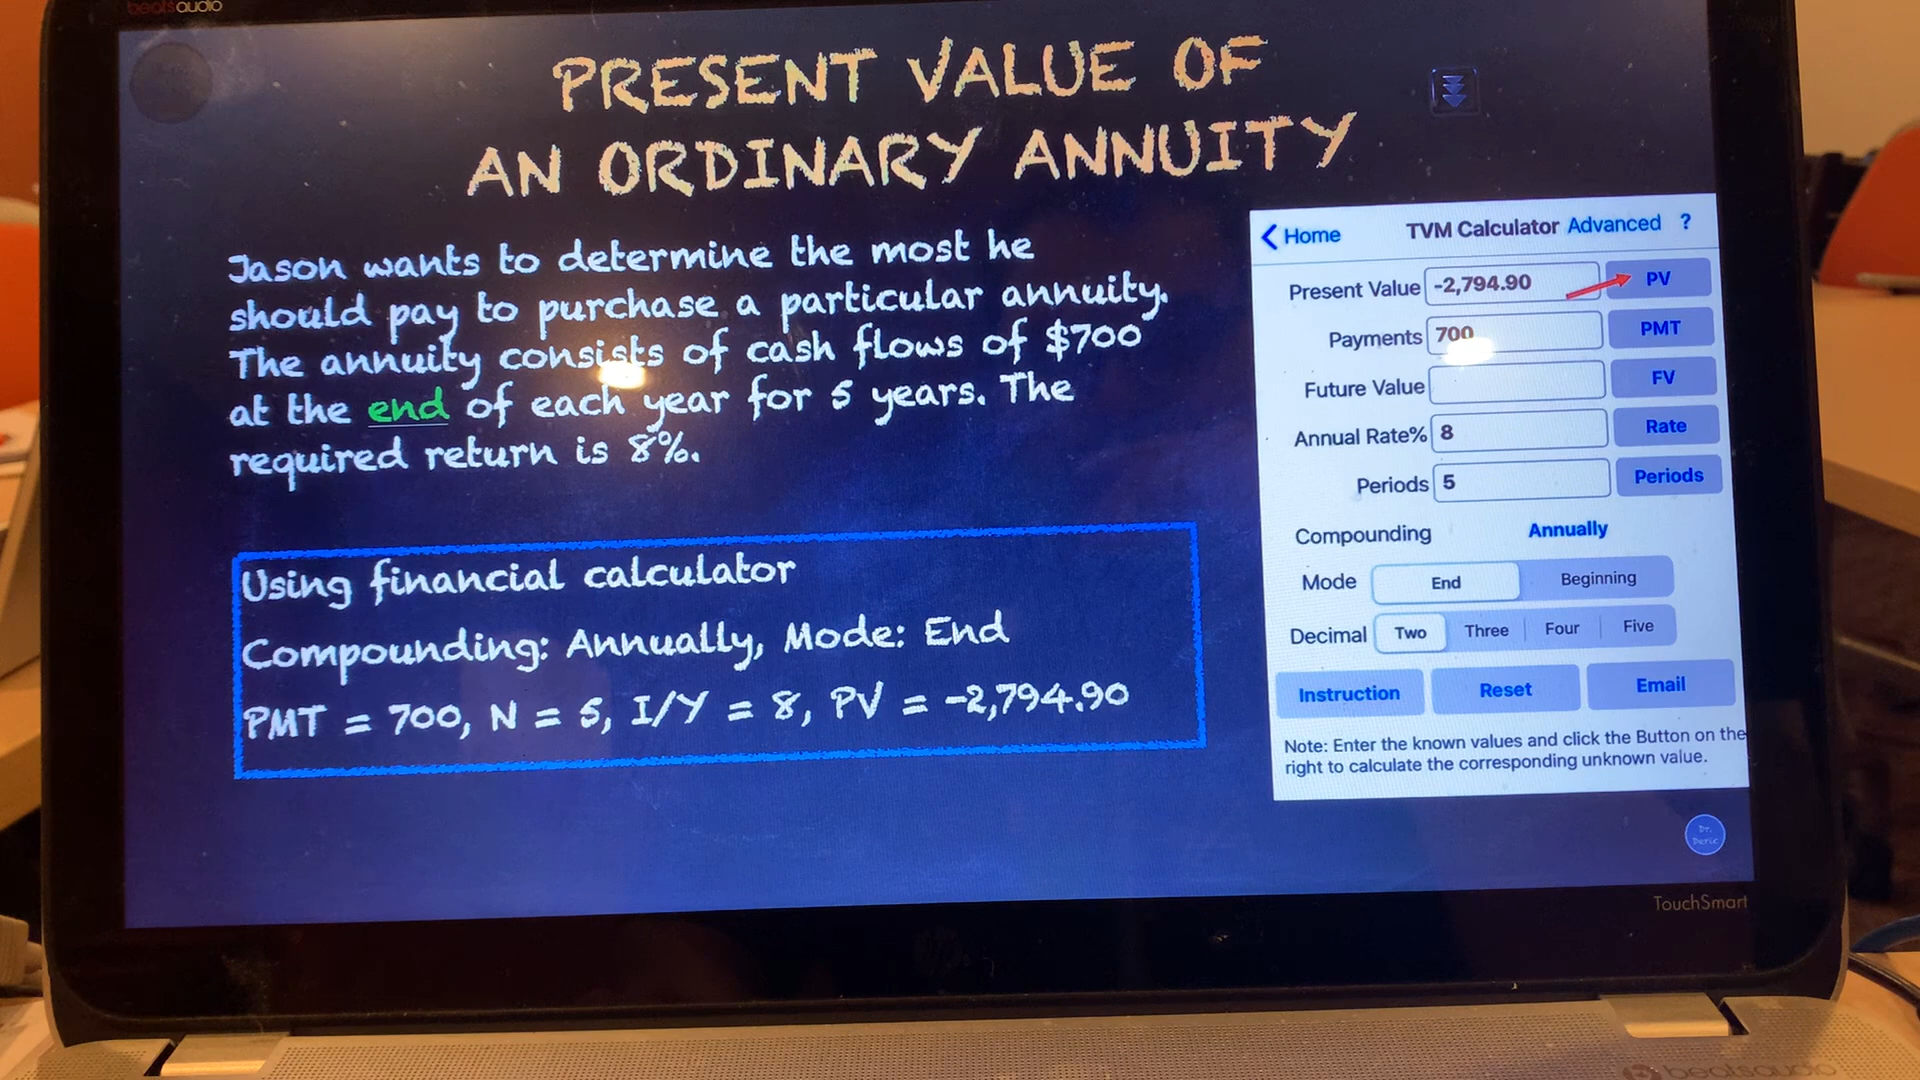 beatsaudio
PRESENT VALUE OF
AN ORDINARY ANNUITY
Jason wants to determine the most he
should pay to purchase a particular annuity.
The annuity consists of cash flows of $700
at the end of each year for 5 years. The
required return is 8%.
Using financial calculator
Compounding: Annually, Mode: End
PMT = 700, N = 5, I/Y = 8, PV = -2,794.90
Home TVM Calculator Advanced ?
Present Value -2,794.90 PV
Payments 700 PMT
Future Value FV
Annual Rate% 8 Rate
Periods 5 Periods
Compounding Annually
Mode End Beginning
Decimal Two Three Four Five
Instruction Reset Email
Note: Enter the known values and click the Button on the
right to calculate the corresponding unknown value.
Dr.
Deric
TouchSmart
beatsaudio